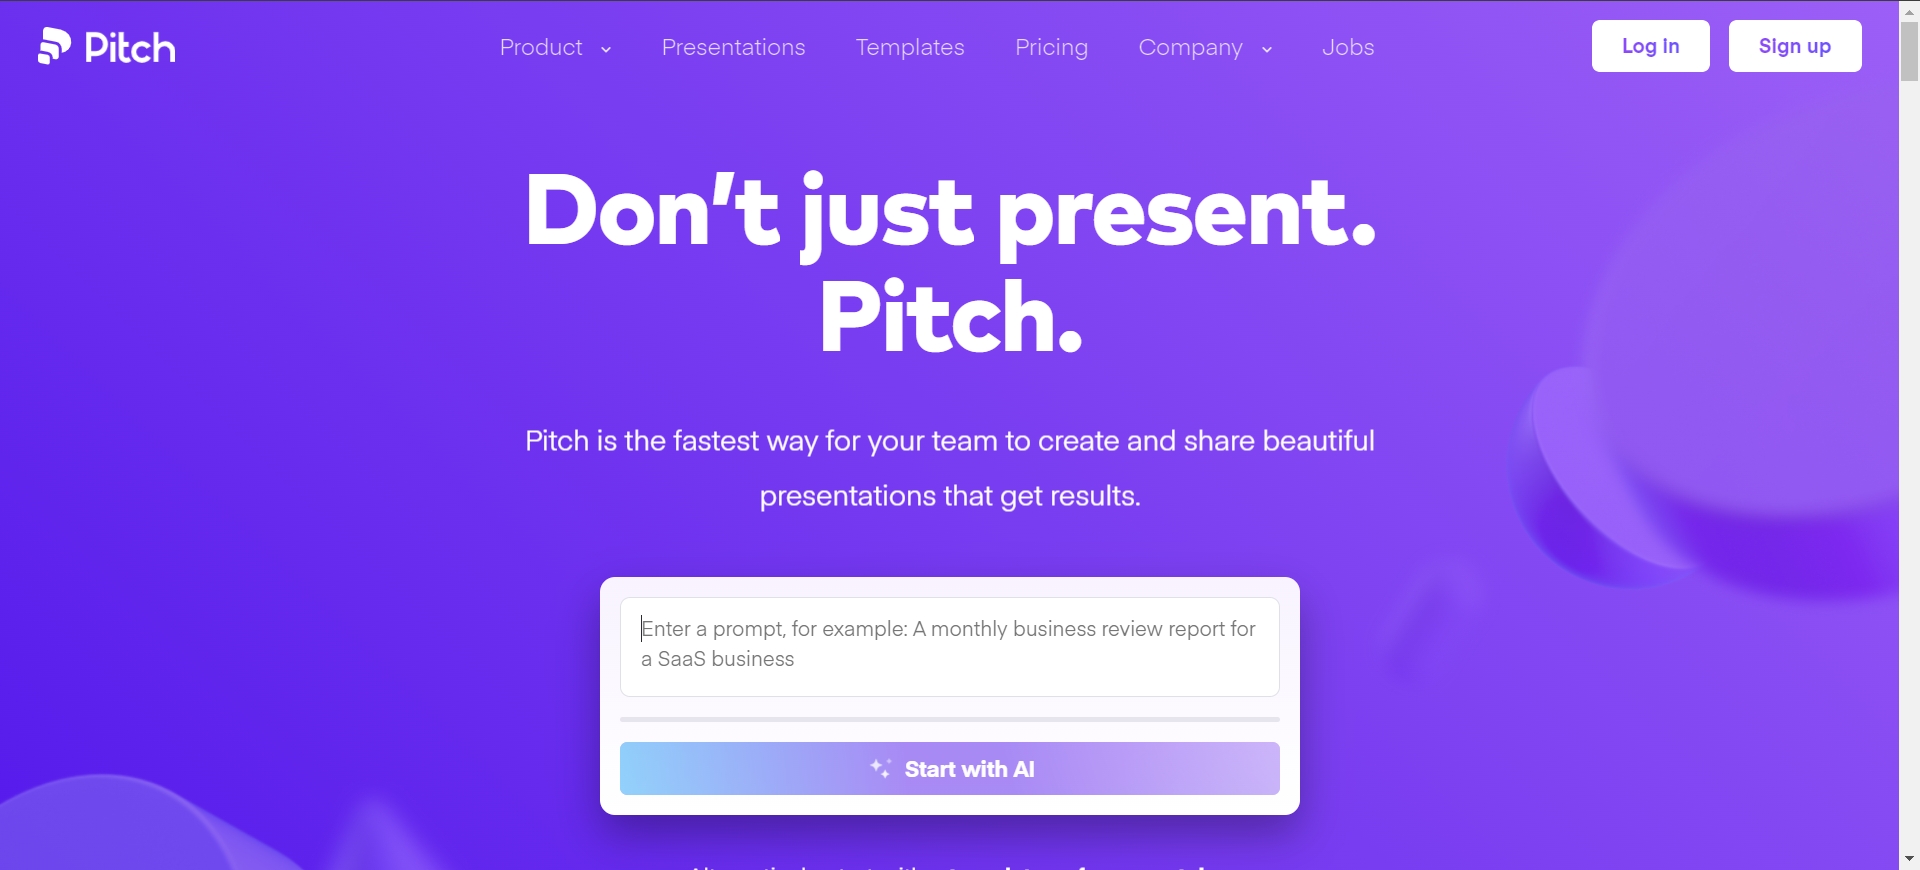 Pitch
Product
Presentations
Templates
Pricing
Company
Jobs
Log in
Sign up
Don't just present.
Pitch.
Pitch is the fastest way for your team to create and share beautiful
presentations that get results.
Enter a prompt, for example: A monthly business review report for
a SaaS business
Start with AI